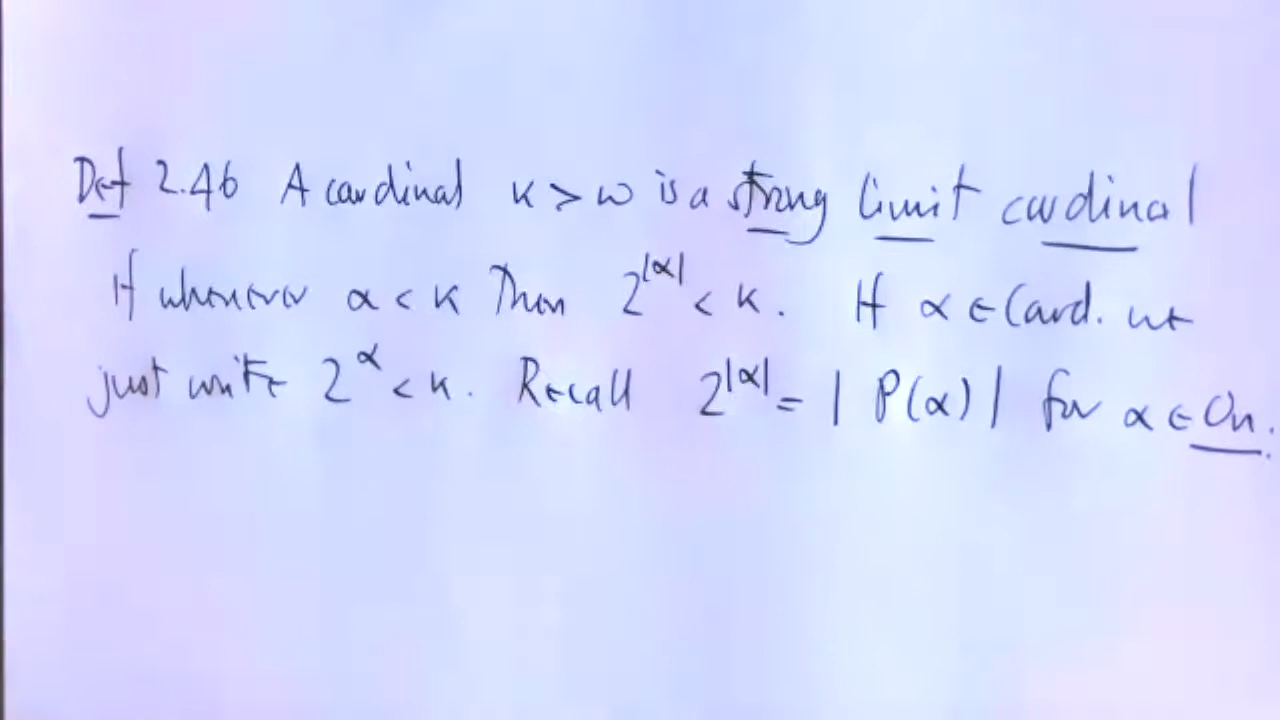 Def 2.46 A cardinal κ > ω is a strong limit cardinal
If whenever α < κ Then 2^|α| < κ. If α ∈ Card. we
just write 2^α < κ. Recall 2^|α| = | P(α) | for α ∈ On.